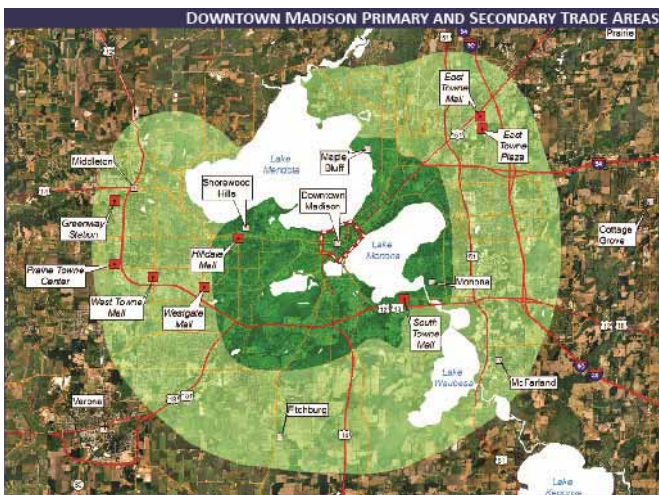 DOWNTOWN MADISON PRIMARY AND SECONDARY TRADE AREAS
Prairie
East
Towne
Mall
East
Towne
Plaza
Middleton
Lake
Mendota
Maple
Bluff
Shorewood
Hills
Downtown
Madison
Greenway
Station
Cottage
Grove
Hilldale
Mall
Lake
Monona
Prairie Towne
Center
West Towne
Mall
Monona
Westgate
Mall
South
Towne
Mall
Lake
Waubesa
McFarland
Verona
Fitchburg
Lake